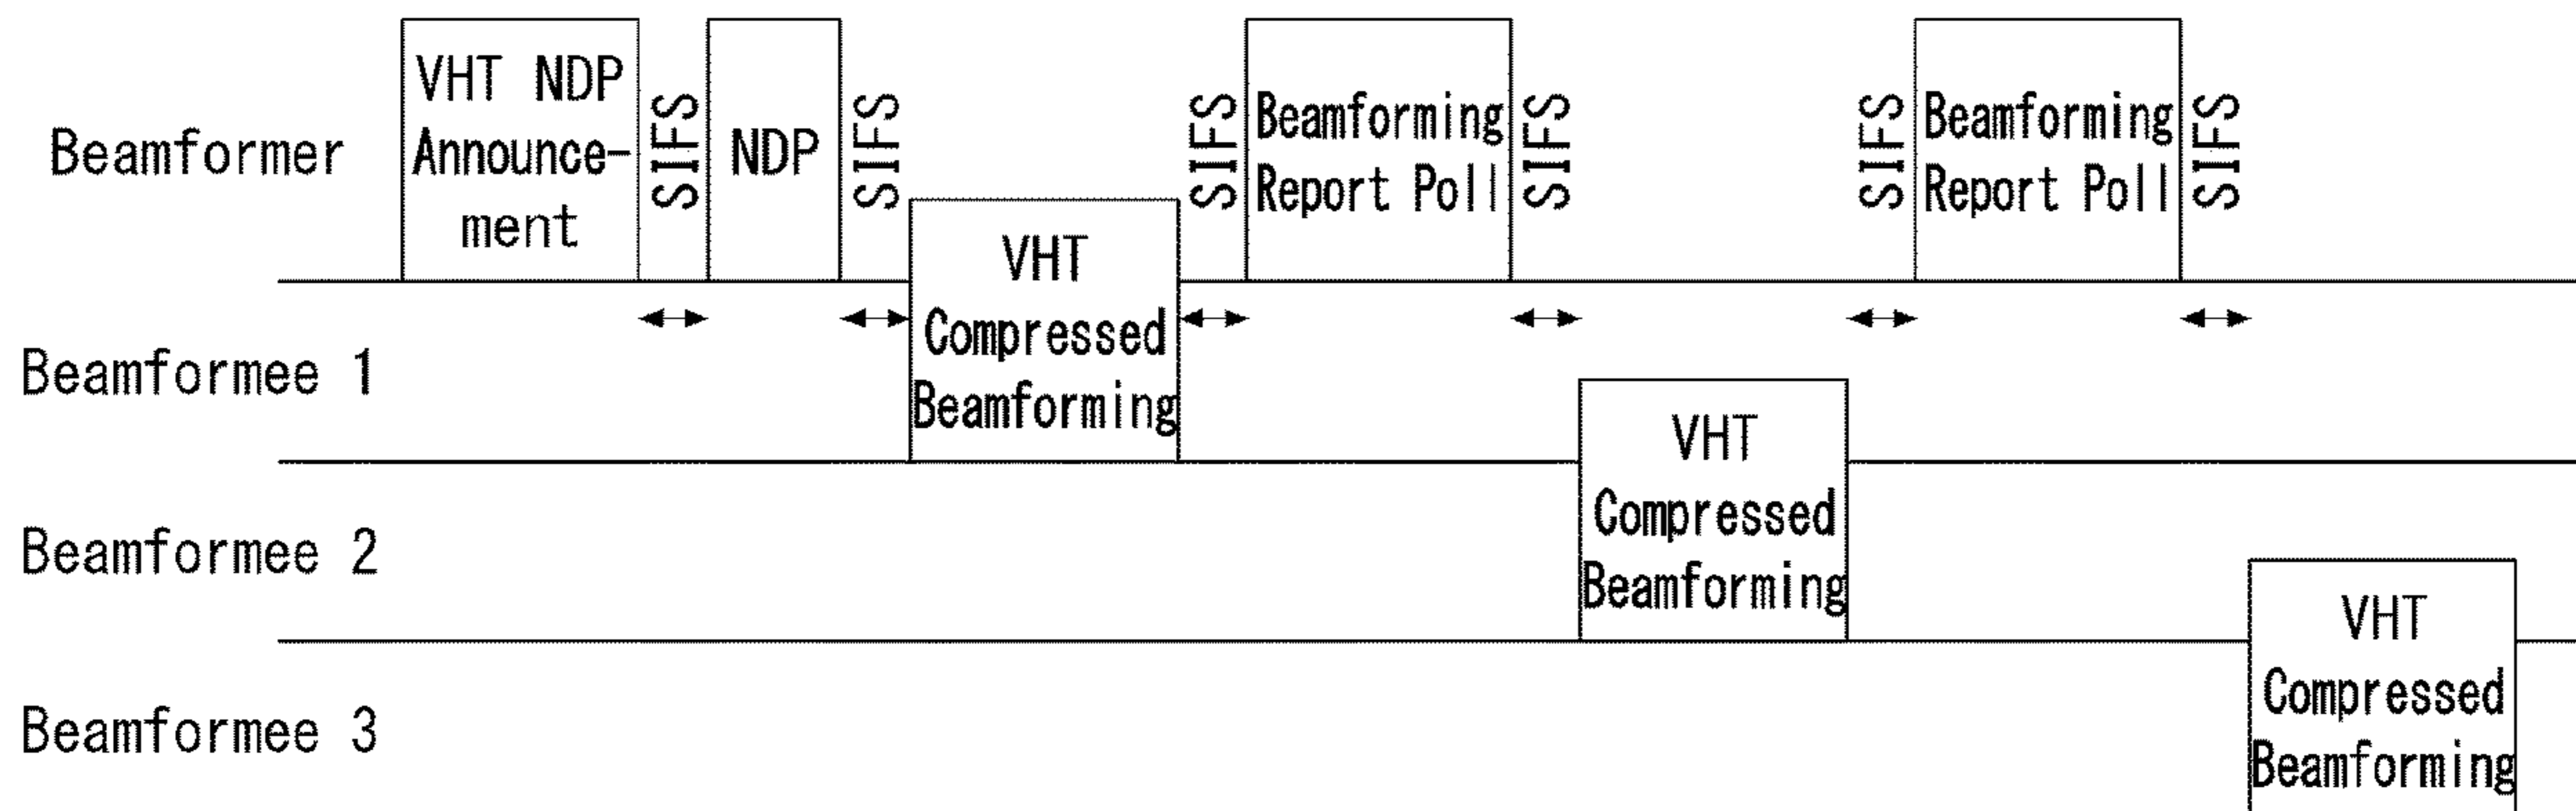 Beamformer
VHT NDP
Announce-
ment
SIFS
NDP
SIFS
SIFS
Beamforming
Report Poll
SIFS
SIFS
Beamforming
Report Poll
SIFS
Beamformee 1
VHT
Compressed
Beamforming
Beamformee 2
VHT
Compressed
Beamforming
Beamformee 3
VHT
Compressed
Beamforming